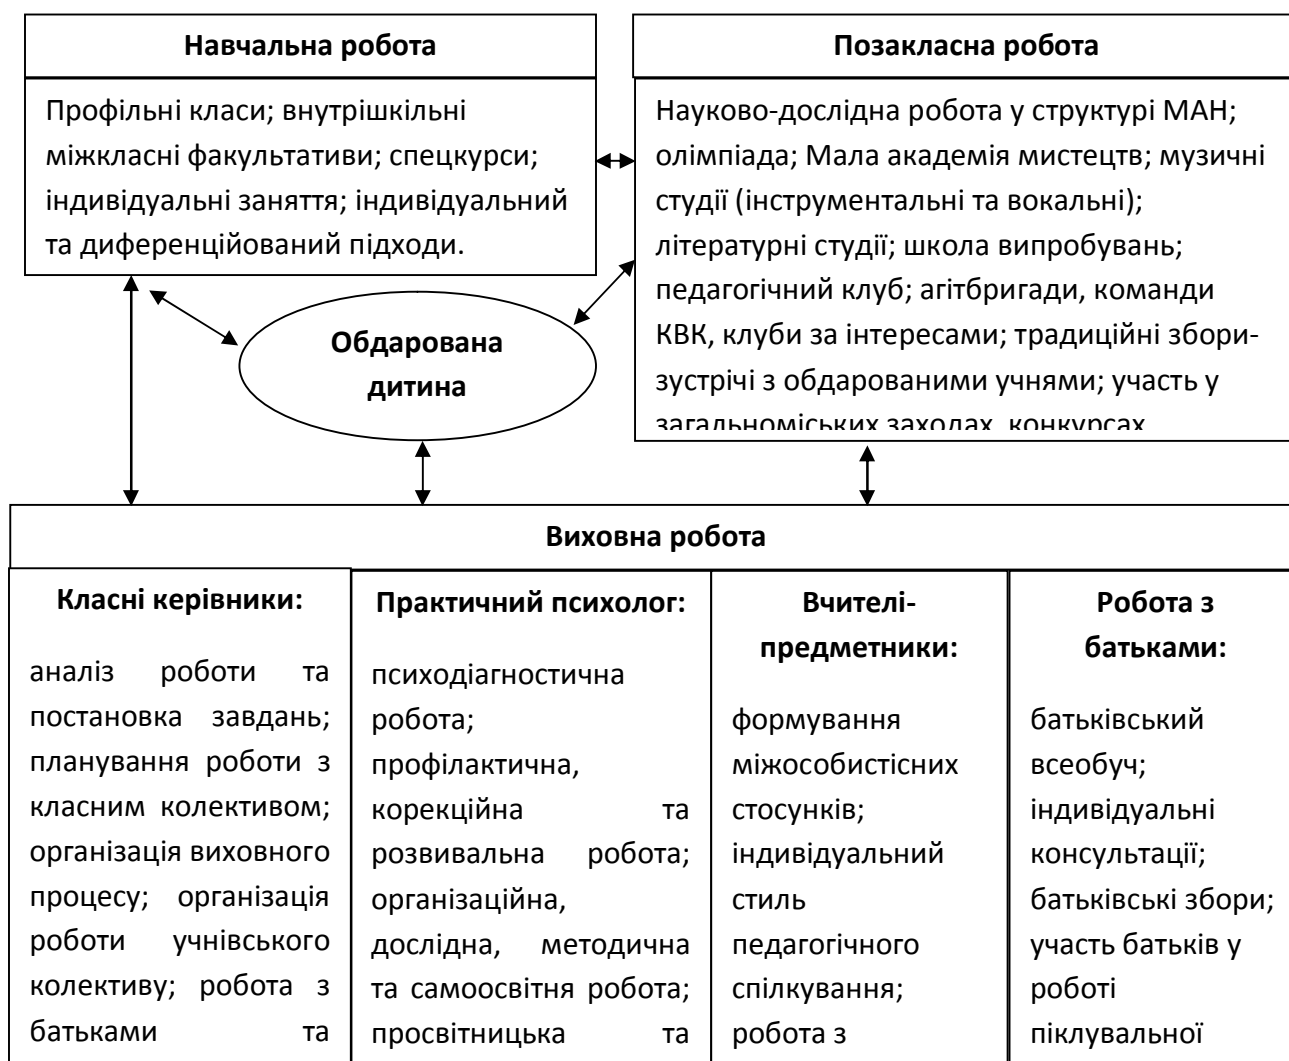 Навчальна робота
Профільні класи; внутрішкільні
міжкласні факультативи; спецкурси;
індивідуальні заняття; індивідуальний
та диференційований підходи.
Позакласна робота
Науково-дослідна робота у структурі МАН;
олімпіада; Мала академія мистецтв; музичні
студії (інструментальні та вокальні);
літературні студії; школа випробувань;
педагогічний клуб; агітбригади, команди
КВК, клуби за інтересами; традиційні збори-
зустрічі з обдарованими учнями; участь у
загальноміських заходах, конкурсах
Обдарована
дитина
Виховна робота
Класні керівники:
аналіз роботи та
постановка завдань;
планування роботи з
класним колективом;
організація виховного
процесу; організація
роботи учнівського
колективу; робота з
батьками та
Практичний психолог:
психодіагностична
робота;
профілактична,
корекційна та
розвивальна робота;
організаційна,
дослідна, методична
та самоосвітня робота;
просвітницька та
Вчителі-
предметники:
формування
міжособистісних
стосунків;
індивідуальний
стиль
педагогічного
спілкування;
робота з
Робота з
батьками:
батьківський
всеобуч;
індивідуальні
консультації;
батьківські збори;
участь батьків у
роботі
піклувальної